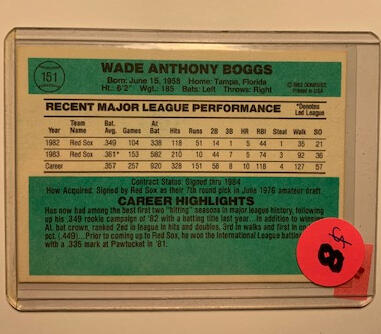 151
WADE ANTHONY BOGGS
Born: June 15, 1958 Home: Tampa, Florida
Ht.: 6'2" Wgt.: 185 Bats: Left Throws: Right
© 1983 DONRUSS
Printed in USA
RECENT MAJOR LEAGUE PERFORMANCE
*Denotes Led League
Year Team Name Bat. Avg. Games At Bat Hits Runs 2B 3B HR RBI Steal Walk SO
1982 Red Sox .349 104 338 118 51 14 1 5 44 1 35 21
1983 Red Sox .361* 153 582 210 100 44 7 5 74 3 92 36
Career .357 257 920 328 151 58 8 10 118 4 127 57
Contract Status: Signed thru 1984
How Acquired: Signed by Red Sox as their 7th round pick in June 1976 amateur draft
CAREER HIGHLIGHTS
Has now had among the best first two "hitting" seasons in major league history, following
up his .349 rookie campaign of '82 with a batting title last year...In addition to winning
Al. bat crown, ranked 2nd in league in hits and doubles, 3rd in walks and first in on
pct. (.449)...Prior to coming up to Red Sox, he won the International League batting
with a .335 mark at Pawtucket in '81.
8